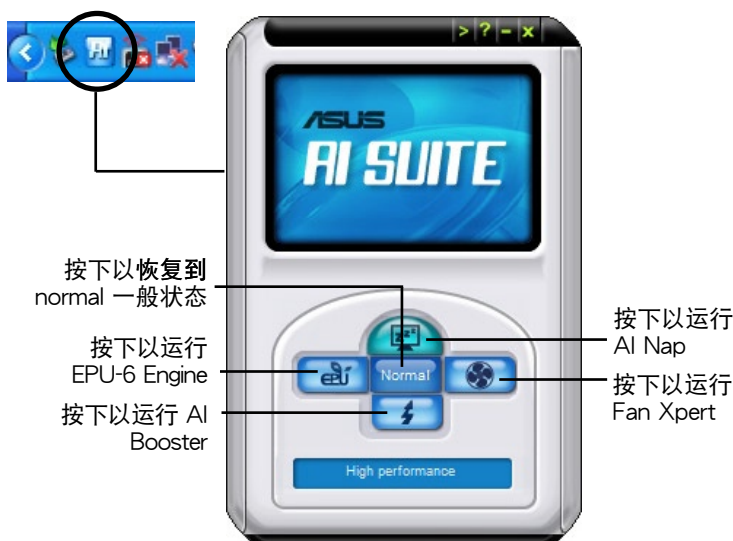 > ? - x
ASUS
AI SUITE
按下以恢复到
normal 一般状态
按下以运行
EPU-6 Engine
按下以运行 AI
Booster
按下以运行
AI Nap
按下以运行
Fan Xpert
zzz
EPU
Normal
High performance